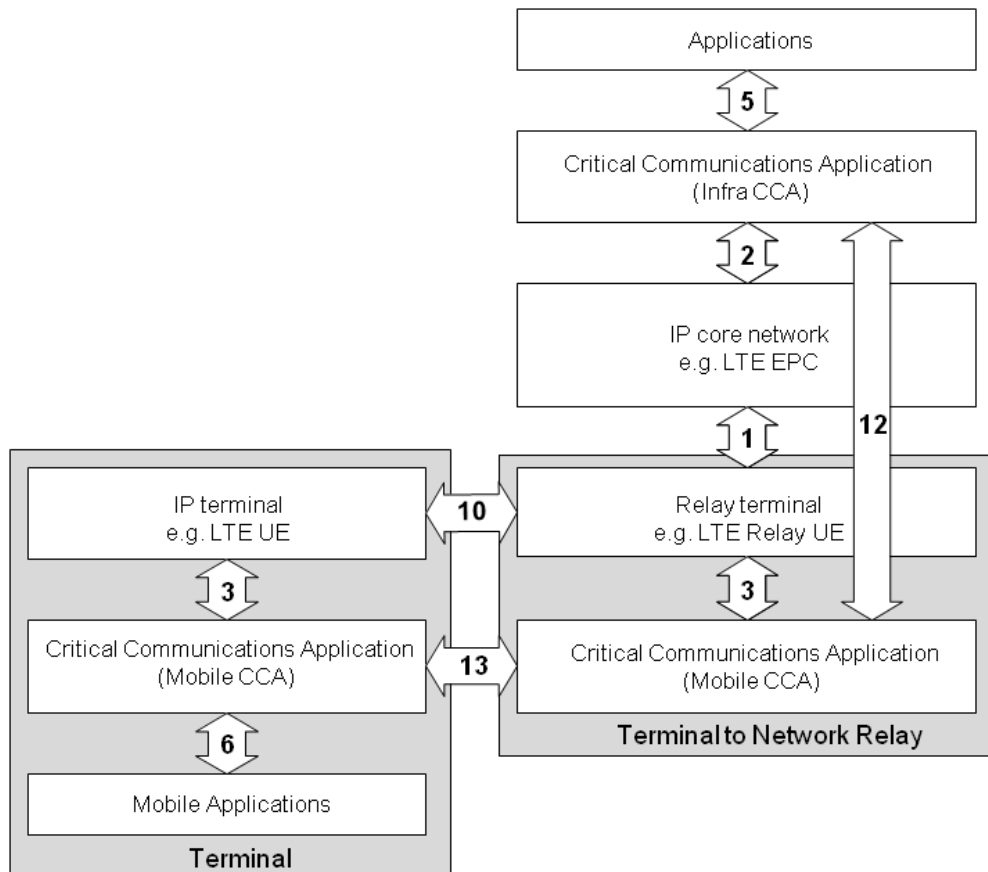 Applications
5
Critical Communications Application
(Infra CCA)
2
IP core network
e.g. LTE EPC
1
12
IP terminal
e.g. LTE UE
10
Relay terminal
e.g. LTE Relay UE
3
3
Critical Communications Application
(Mobile CCA)
13
Critical Communications Application
(Mobile CCA)
6
Terminal to Network Relay
Mobile Applications
Terminal